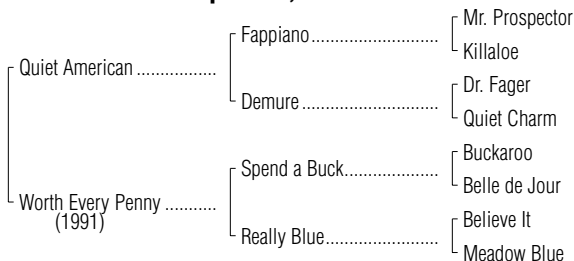 Mr. Prospector
Fappiano
Killaloe
Quiet American
Dr. Fager
Demure
Quiet Charm
Buckaroo
Spend a Buck
Belle de Jour
Worth Every Penny
(1991)
Believe It
Really Blue
Meadow Blue